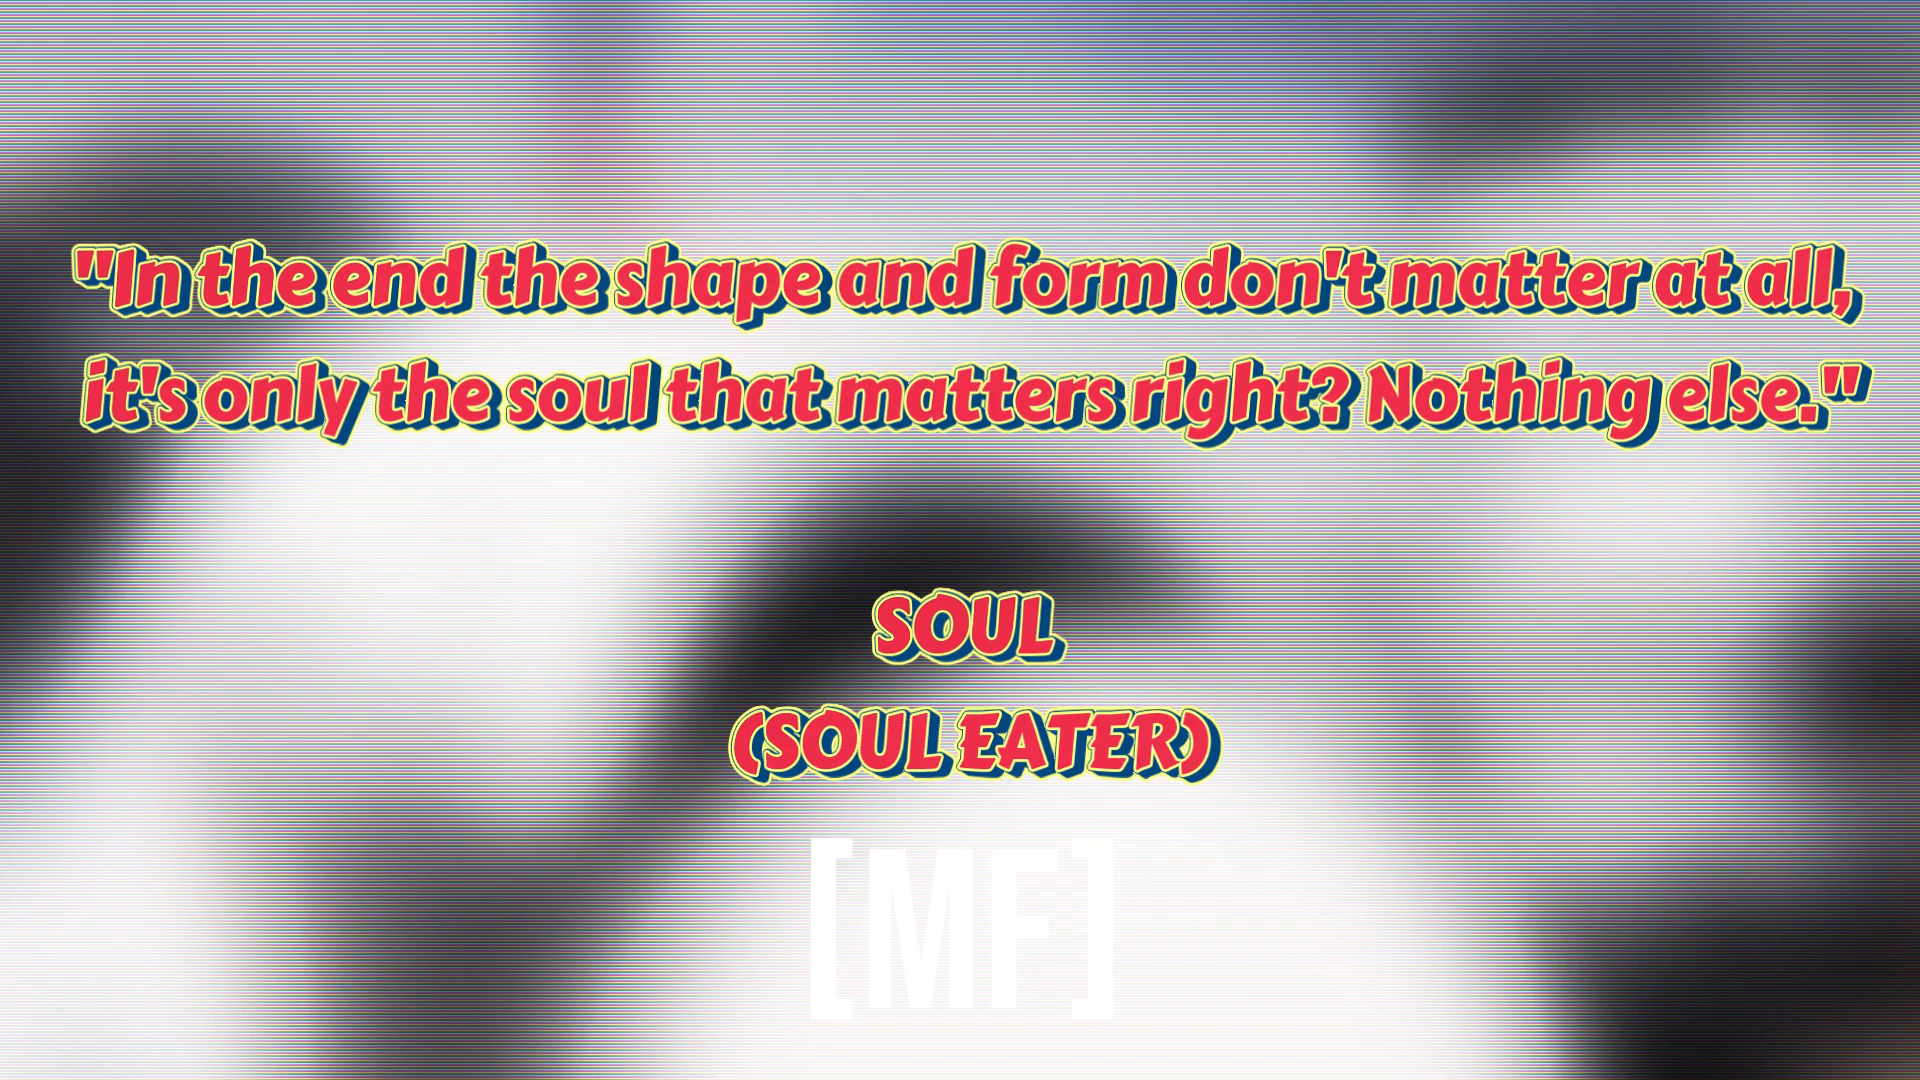 "In the end the shape and form don't matter at all,
it's only the soul that matters right? Nothing else."
SOUL
(SOUL EATER)
[MF]